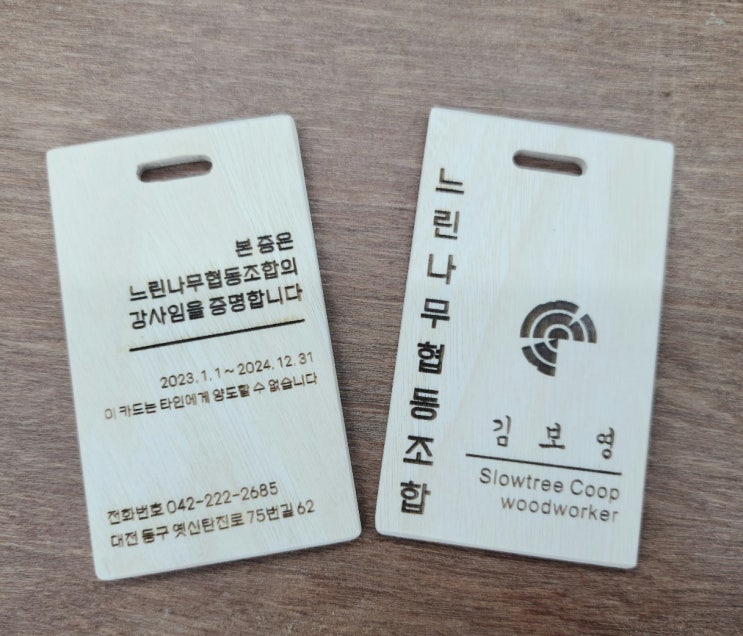 본 증은
느린나무협동조합의
강사임을 증명합니다
2023.1.1~2024.12.31
이 카드는 타인에게 양도할 수 없습니다
전화번호 042-222-2685
대전 동구 옛신탄진로 75번길 62
느린나무협동조합
김보영
Slowtree Coop
woodworker